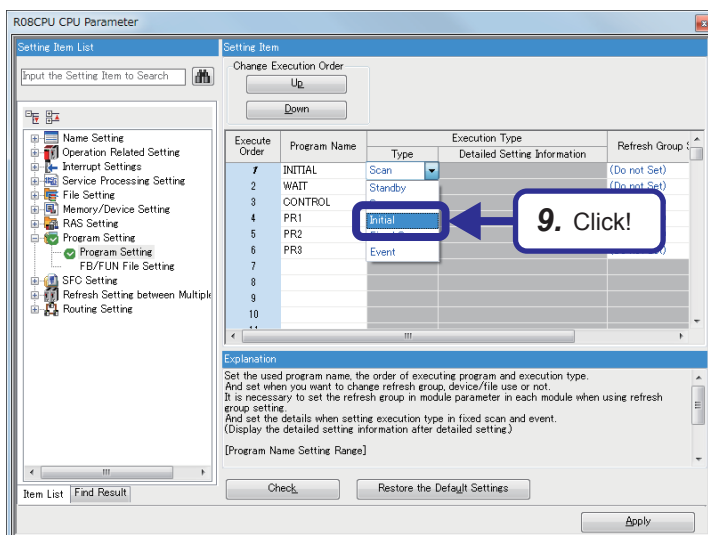 R08CPU CPU Parameter
Setting Item List
Input the Setting Item to Search
Name Setting
Operation Related Setting
Interrupt Settings
Service Processing Setting
File Setting
Memory/Device Setting
RAS Setting
Program Setting
Program Setting
FB/FUN File Setting
SFC Setting
Refresh Setting between Multiple
Routing Setting
Item List
Find Result
Setting Item
Change Execution Order
Up
Down
Execute Order
Program Name
Execution Type
Type
Detailed Setting Information
Refresh Group
1 INITIAL Scan (Do not Set)
2 WAIT Standby (Do not Set)
3 CONTROL
4 PR1 Initial
5 PR2
6 PR3 Event
7
8
9
10
9. Click!
Explanation
Set the used program name, the order of executing program and execution type.
And set when you want to change refresh group, device/file use or not.
It is necessary to set the refresh group in module parameter in each module when using refresh
group setting.
And set the details when setting execution type in fixed scan and event.
(Display the detailed setting information after detailed setting.)
[Program Name Setting Range]
Check
Restore the Default Settings
Apply